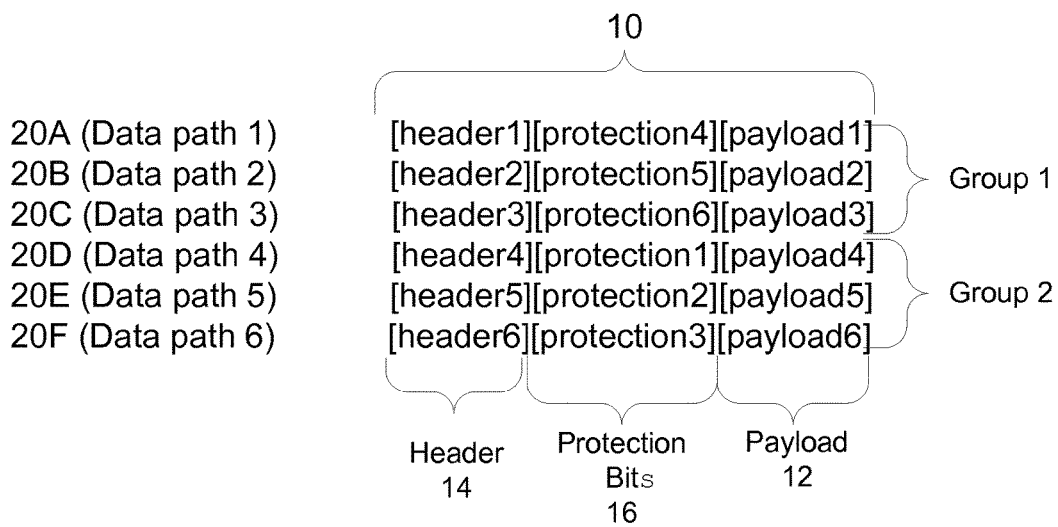 10
20A (Data path 1) [header1][protection4][payload1]
20B (Data path 2) [header2][protection5][payload2]
20C (Data path 3) [header3][protection6][payload3]
Group 1
20D (Data path 4) [header4][protection1][payload4]
20E (Data path 5) [header5][protection2][payload5]
20F (Data path 6) [header6][protection3][payload6]
Group 2
Header
14
Protection
Bits
16
Payload
12